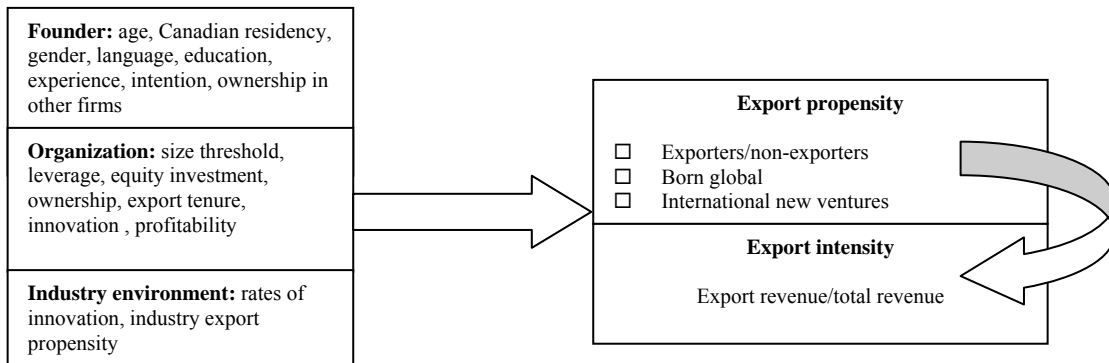 Founder: age, Canadian residency,
gender, language, education,
experience, intention, ownership in
other firms
Organization: size threshold,
leverage, equity investment,
ownership, export tenure,
innovation , profitability
Industry environment: rates of
innovation, industry export
propensity
Export propensity
Exporters/non-exporters
Born global
International new ventures
Export intensity
Export revenue/total revenue